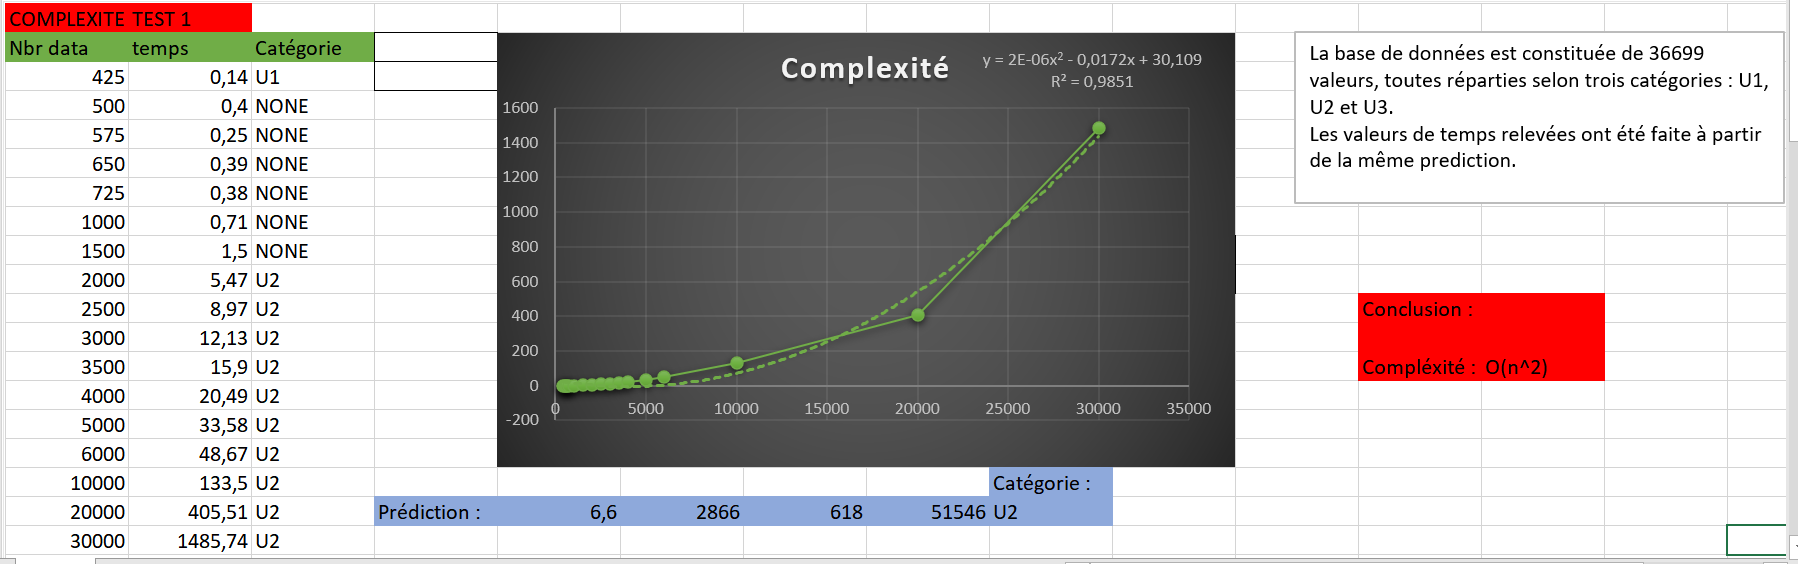 COMPLEXITE TEST 1
Nbr data temps Catégorie
425 0,14 U1
500 0,4 NONE
575 0,25 NONE
650 0,39 NONE
725 0,38 NONE
1000 0,71 NONE
1500 1,5 NONE
2000 5,47 U2
2500 8,97 U2
3000 12,13 U2
3500 15,9 U2
4000 20,49 U2
5000 33,58 U2
6000 48,67 U2
10000 133,5 U2
20000 405,51 U2
30000 1485,74 U2
Complexité
y = 2E-06x² - 0,0172x + 30,109
R² = 0,9851
1600
1400
1200
1000
800
600
400
200
0
-200
0 5000 10000 15000 20000 25000 30000 35000
Catégorie :
Prédiction : 6,6 2866 618 51546 U2
La base de données est constituée de 36699
valeurs, toutes réparties selon trois catégories : U1,
U2 et U3.
Les valeurs de temps relevées ont été faite à partir
de la même prediction.
Conclusion :
Compléxité : O(n^2)